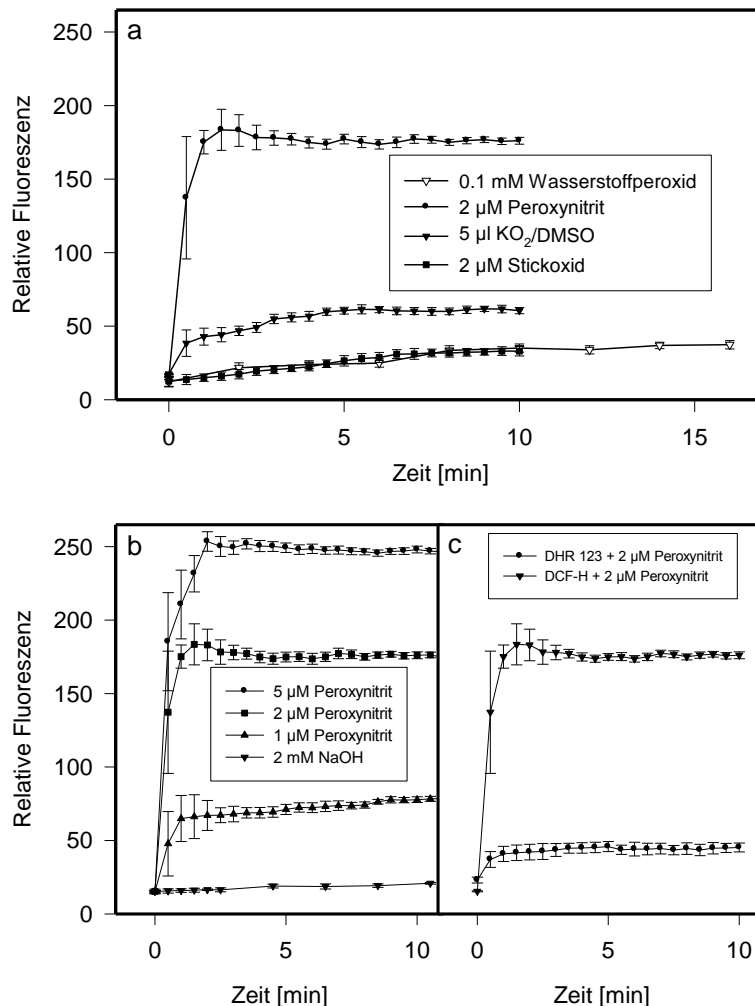 a
250
200
150
100
50
0
Relative Fluoreszenz
0.1 mM Wasserstoffperoxid
2 µM Peroxynitrit
5 µl KO2/DMSO
2 µM Stickoxid
0 5 10 15
Zeit [min]
b
250
200
150
100
50
0
Relative Fluoreszenz
5 µM Peroxynitrit
2 µM Peroxynitrit
1 µM Peroxynitrit
2 mM NaOH
0 5 10
Zeit [min]
c
DHR 123 + 2 µM Peroxynitrit
DCF-H + 2 µM Peroxynitrit
0 5 10
Zeit [min]